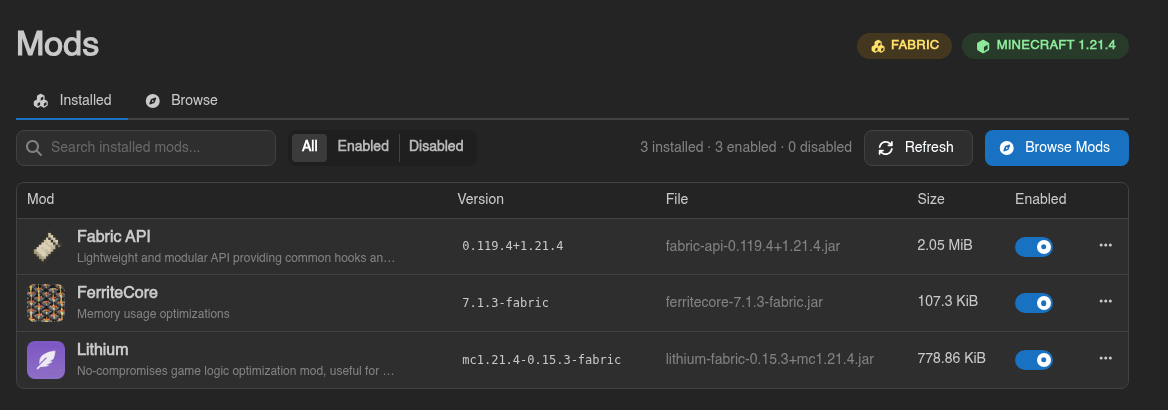 Mods
FABRIC
MINECRAFT 1.21.4
Installed
Browse
Search installed mods...
All
Enabled
Disabled
3 installed · 3 enabled · 0 disabled
Refresh
Browse Mods
Mod Version File Size Enabled
Fabric API
Lightweight and modular API providing common hooks an...
0.119.4+1.21.4
fabric-api-0.119.4+1.21.4.jar
2.05 MiB
FerriteCore
Memory usage optimizations
7.1.3-fabric
ferritecore-7.1.3-fabric.jar
107.3 KiB
Lithium
No-compromises game logic optimization mod, useful for ...
mc1.21.4-0.15.3-fabric
lithium-fabric-0.15.3+mc1.21.4.jar
778.86 KiB